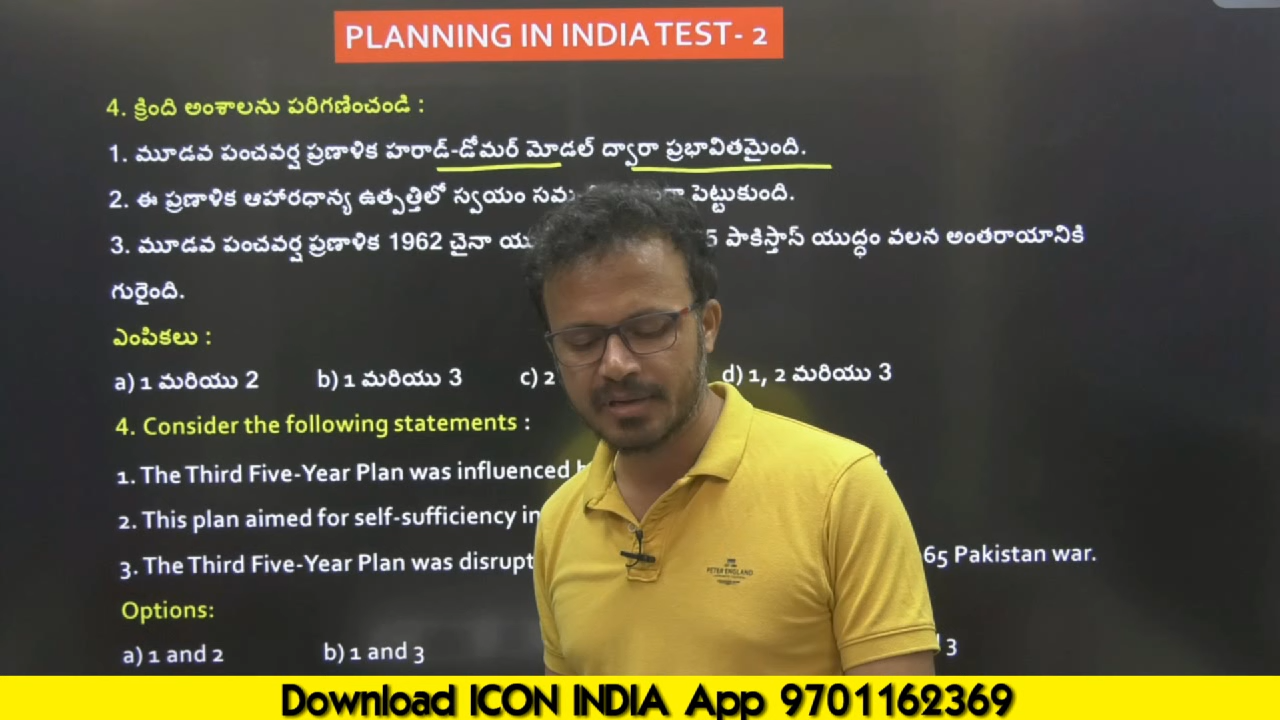 PLANNING IN INDIA TEST- 2
4. క్రింది అంశాలను పరిగణించండి :
1. మూడవ పంచవర్ష ప్రణాళిక హరాడ్-డోమర్ మోడల్ ద్వారా ప్రభావితమైంది.
2. ఈ ప్రణాళిక ఆహారధాన్య ఉత్పత్తిలో స్వయం పెట్టుకుంది.
3. మూడవ పంచవర్ష ప్రణాళిక 1962 చైనా పాకిస్తాస్ యుద్ధం వలన అంతరాయానికి
గురైంది.
ఎంపికలు :
a) 1 మరియు 2 b) 1 మరియు 3 c) 2 d) 1, 2 మరియు 3
4. Consider the following statements :
1. The Third Five-Year Plan was influenced
2. This plan aimed for self-sufficiency in
3. The Third Five-Year Plan was 65 Pakistan war.
Options:
a) 1 and 2 b) 1 and 3 3
PETER ENGLAND
Download ICON INDIA App 9701162369